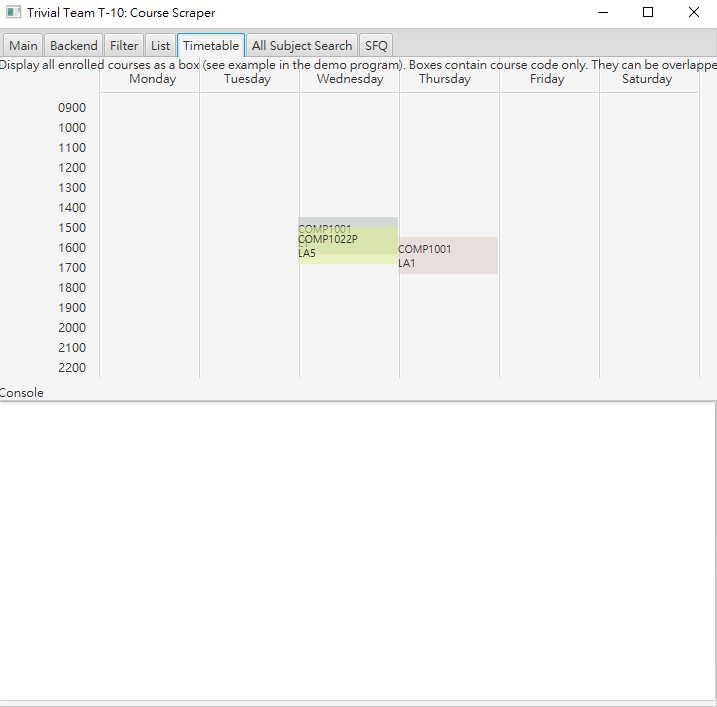 Trivial Team T-10: Course Scraper
Main Backend Filter List Timetable All Subject Search SFQ
Display all enrolled courses as a box (see example in the demo program). Boxes contain course code only. They can be overlappe
Monday Tuesday Wednesday Thursday Friday Saturday
0900
1000
1100
1200
1300
1400
1500
1600
1700
1800
1900
2000
2100
2200
COMP1001
COMP1022P
LA5
COMP1001
LA1
Console